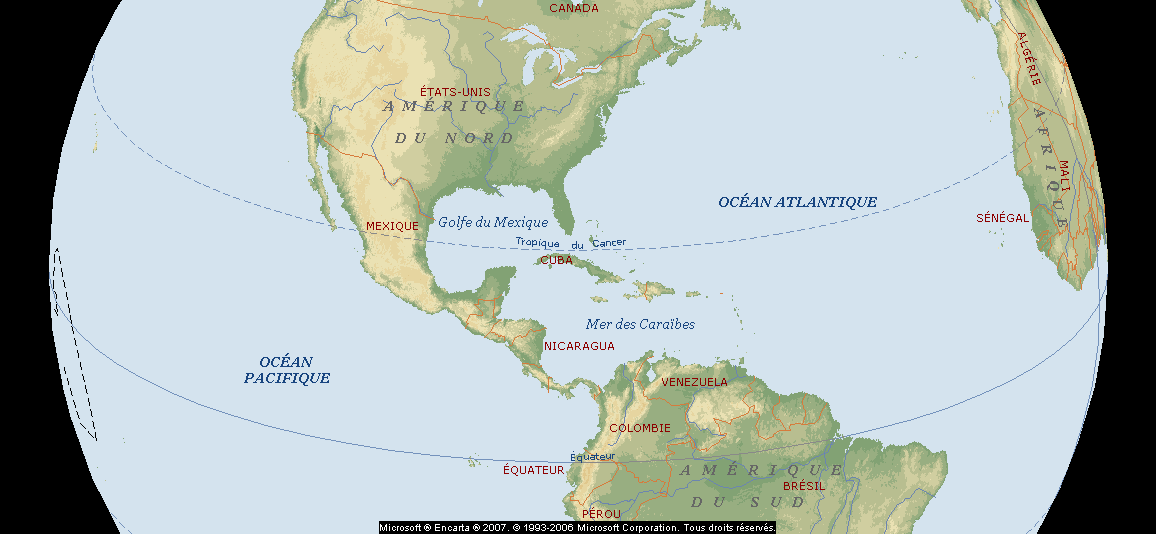 CANADA
ALGÉRIE
ÉTATS-UNIS
AMÉRIQUE
DU NORD
AFRIQUE
MALI
OCÉAN ATLANTIQUE
SÉNÉGAL
MEXIQUE
Golfe du Mexique
Tropique du Cancer
CUBA
Mer des Caraïbes
NICARAGUA
OCÉAN
PACIFIQUE
VENEZUELA
COLOMBIE
Équateur
ÉQUATEUR
AMÉRIQUE
DU SUD
BRÉSIL
PÉROU
Microsoft ® Encarta ® 2007. © 1993-2006 Microsoft Corporation. Tous droits réservés.